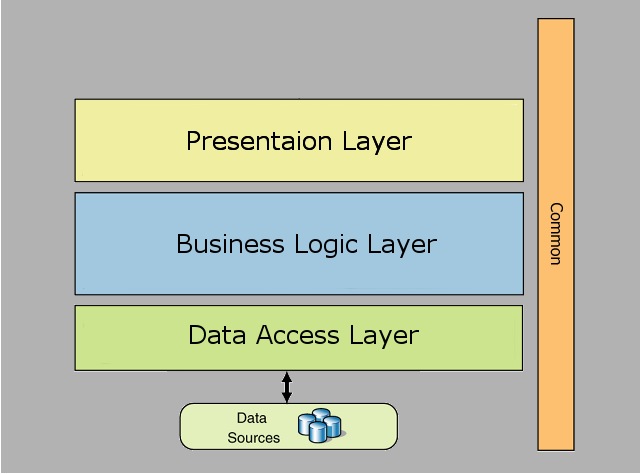 Presentaion Layer
Business Logic Layer
Data Access Layer
Data
Sources
Common